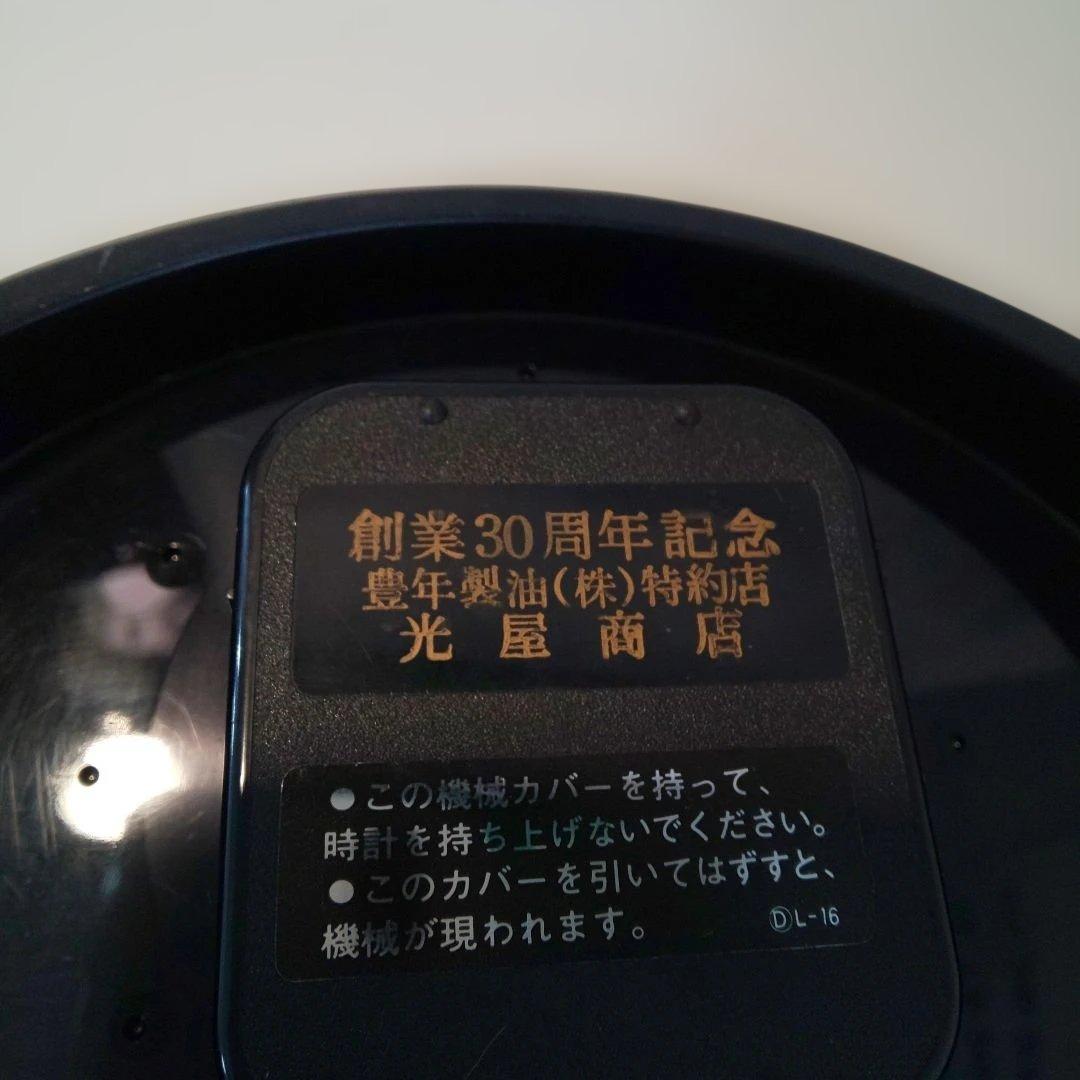 創業30周年記念
豊年製油(株)特約店
光屋商店
●この機械カバーを持って、
時計を持ち上げないでください。
●このカバーを引いてはずすと、
機械が現われます。
ⒹL-16